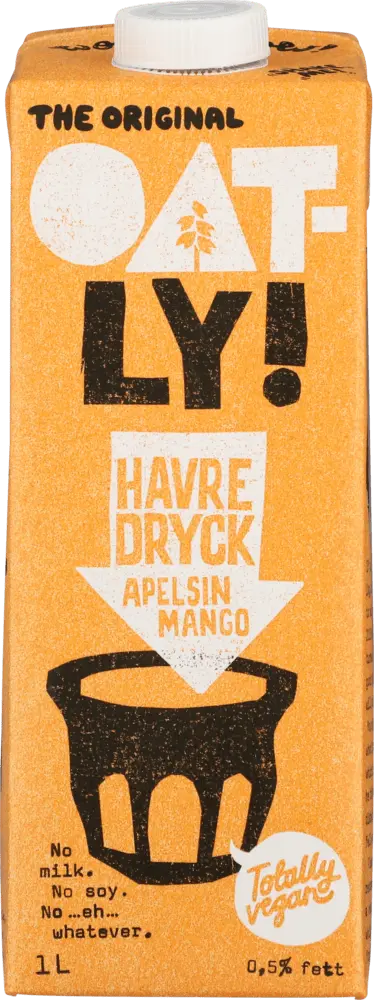 THE ORIGINAL
OAT-
LY!
HAVRE
DRYCK
APELSIN
MANGO
No
milk.
No soy.
No …eh…
whatever.
Totally
vegan
1L
0,5% fett